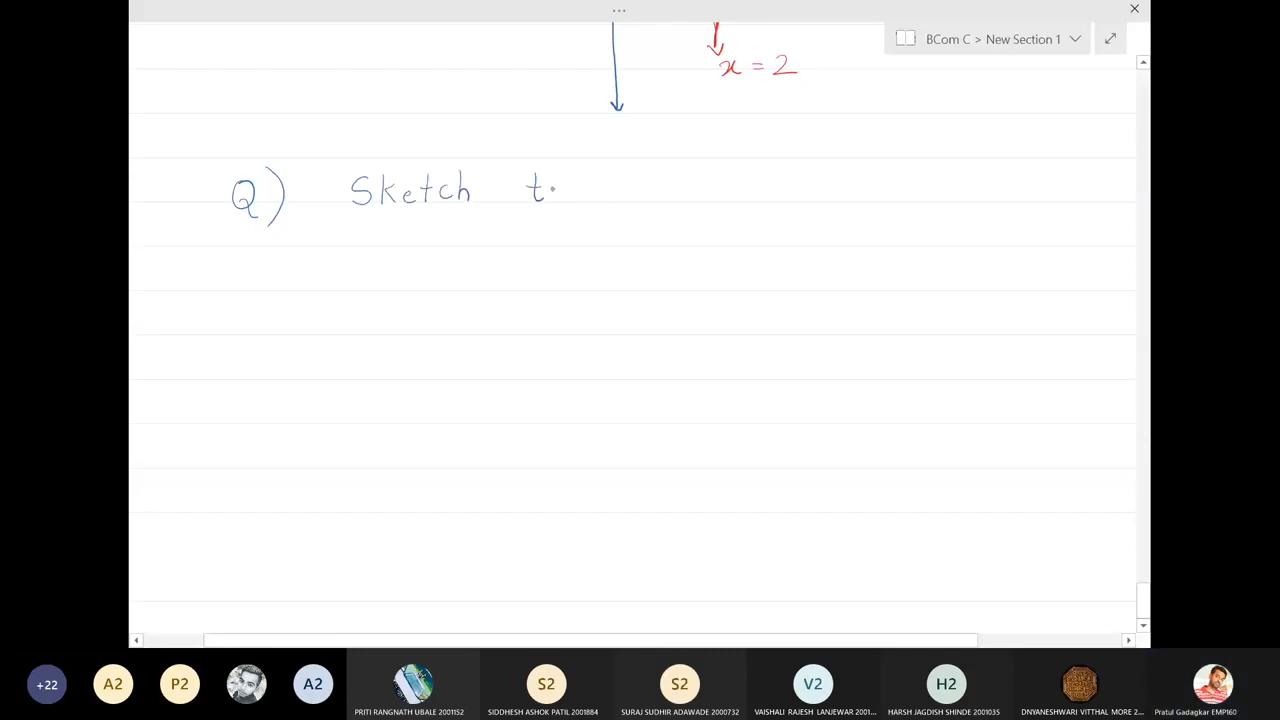 BCom C > New Section 1
x = 2
Q) Sketch t
+22
A2
P2
A2
S2
S2
V2
H2
PRITI RANGNATH UBALE 2001152
SIDDHESH ASHOK PATIL 2001884
SURAJ SUDHIR ADAWADE 2000732
VAISHALI RAJESH LANJEWAR 2001...
HARSH JAGDISH SHINDE 2001035
DNYANESHWARI VITTHAL MORE 2...
Pratul Gadagkar EMP160